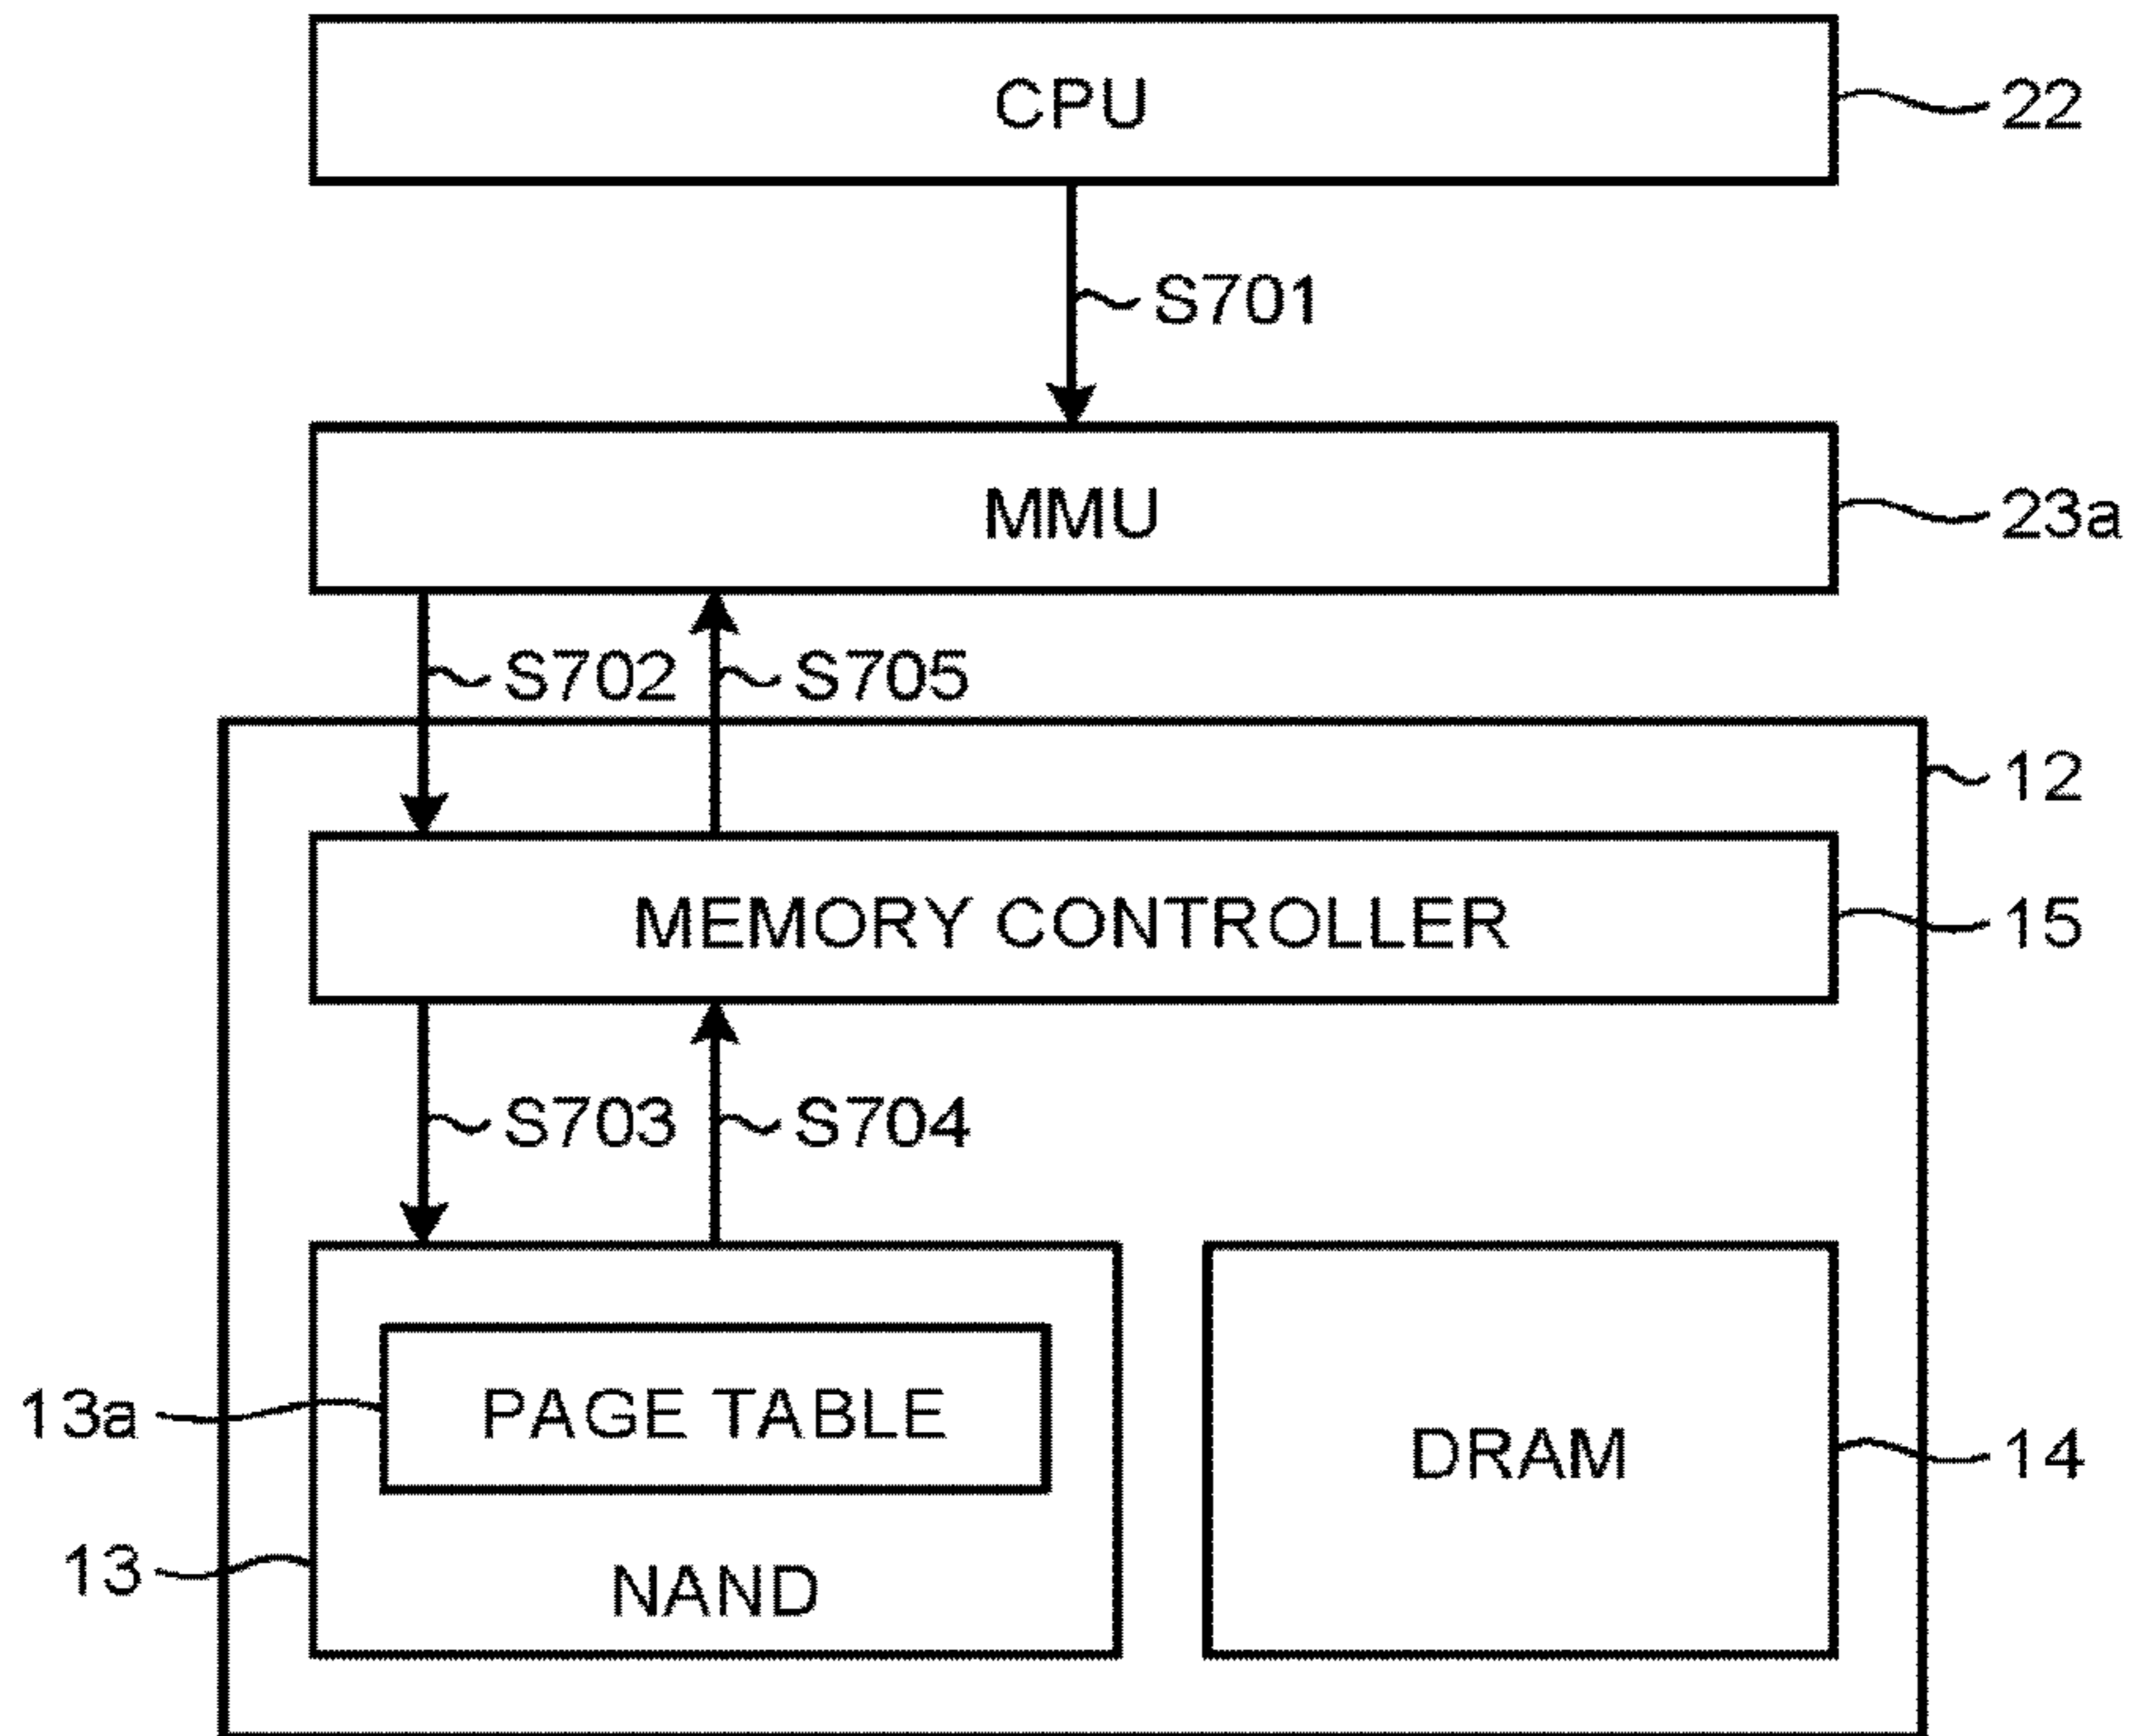 CPU
22
S701
MMU
23a
S702
S705
12
MEMORY CONTROLLER
15
S703
S704
13a
PAGE TABLE
DRAM
14
13
NAND